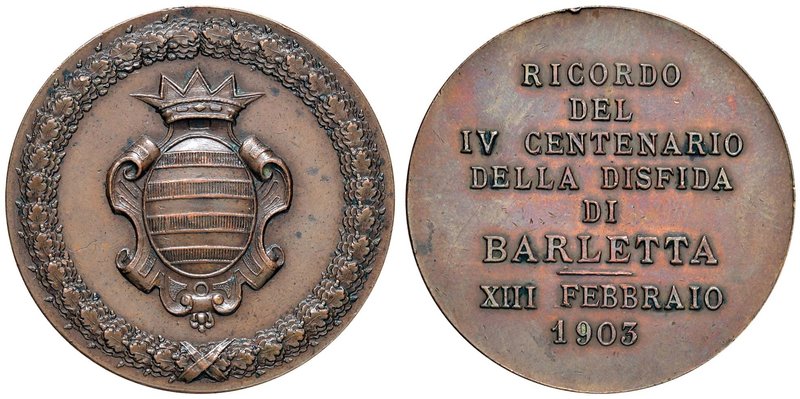 RICORDO
DEL
IV CENTENARIO
DELLA DISFIDA
DI
BARLETTA
XIII FEBBRAIO
1903